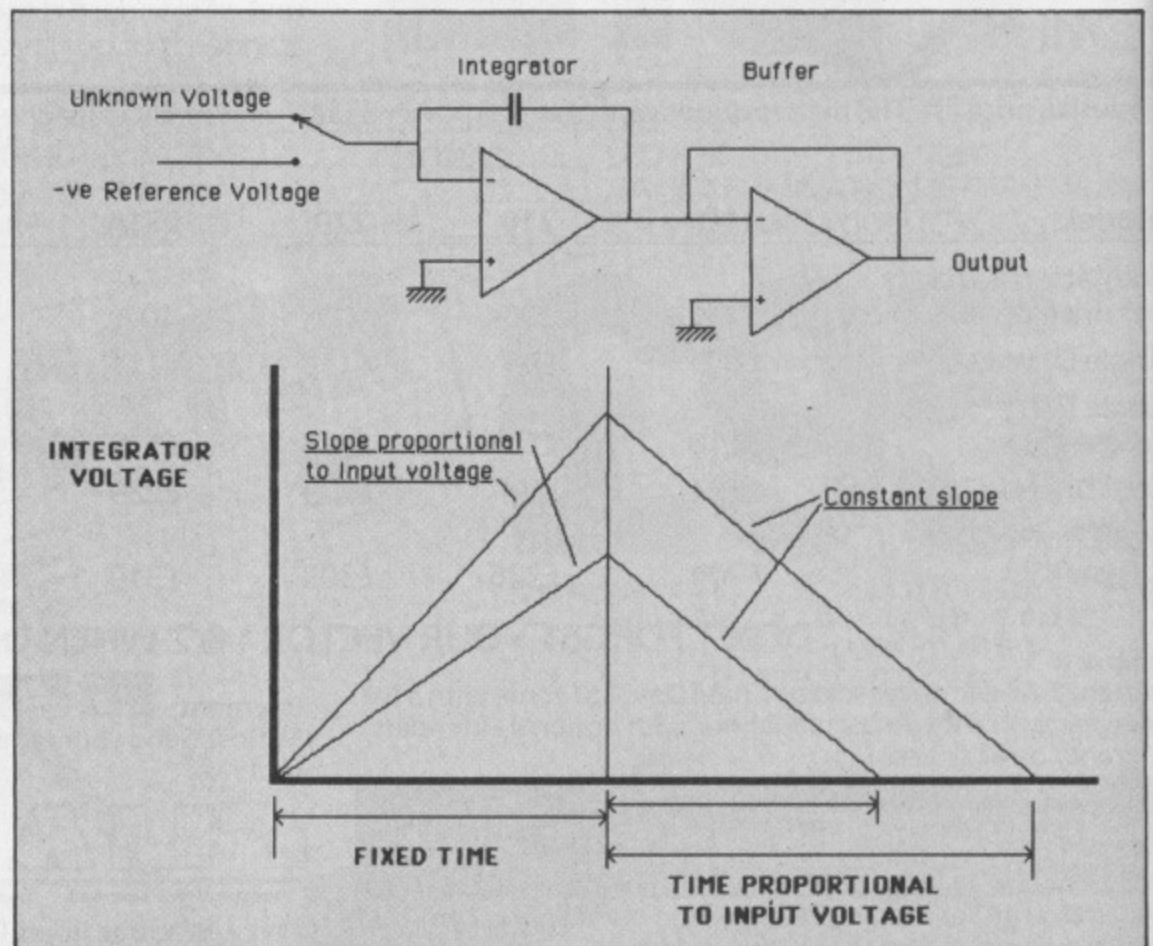 Integrator
Buffer
Unknown Voltage
-ve Reference Voltage
-
+
-
+
Output
INTEGRATOR
VOLTAGE
Slope proportional
to input voltage
Constant slope
FIXED TIME
TIME PROPORTIONAL
TO INPUT VOLTAGE